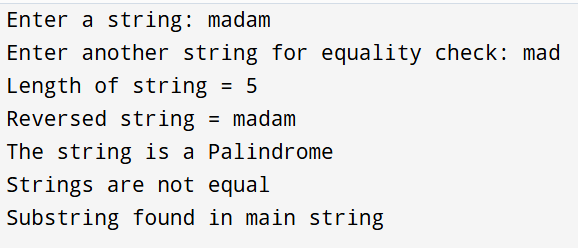 Enter a string: madam
Enter another string for equality check: mad
Length of string = 5
Reversed string = madam
The string is a Palindrome
Strings are not equal
Substring found in main string